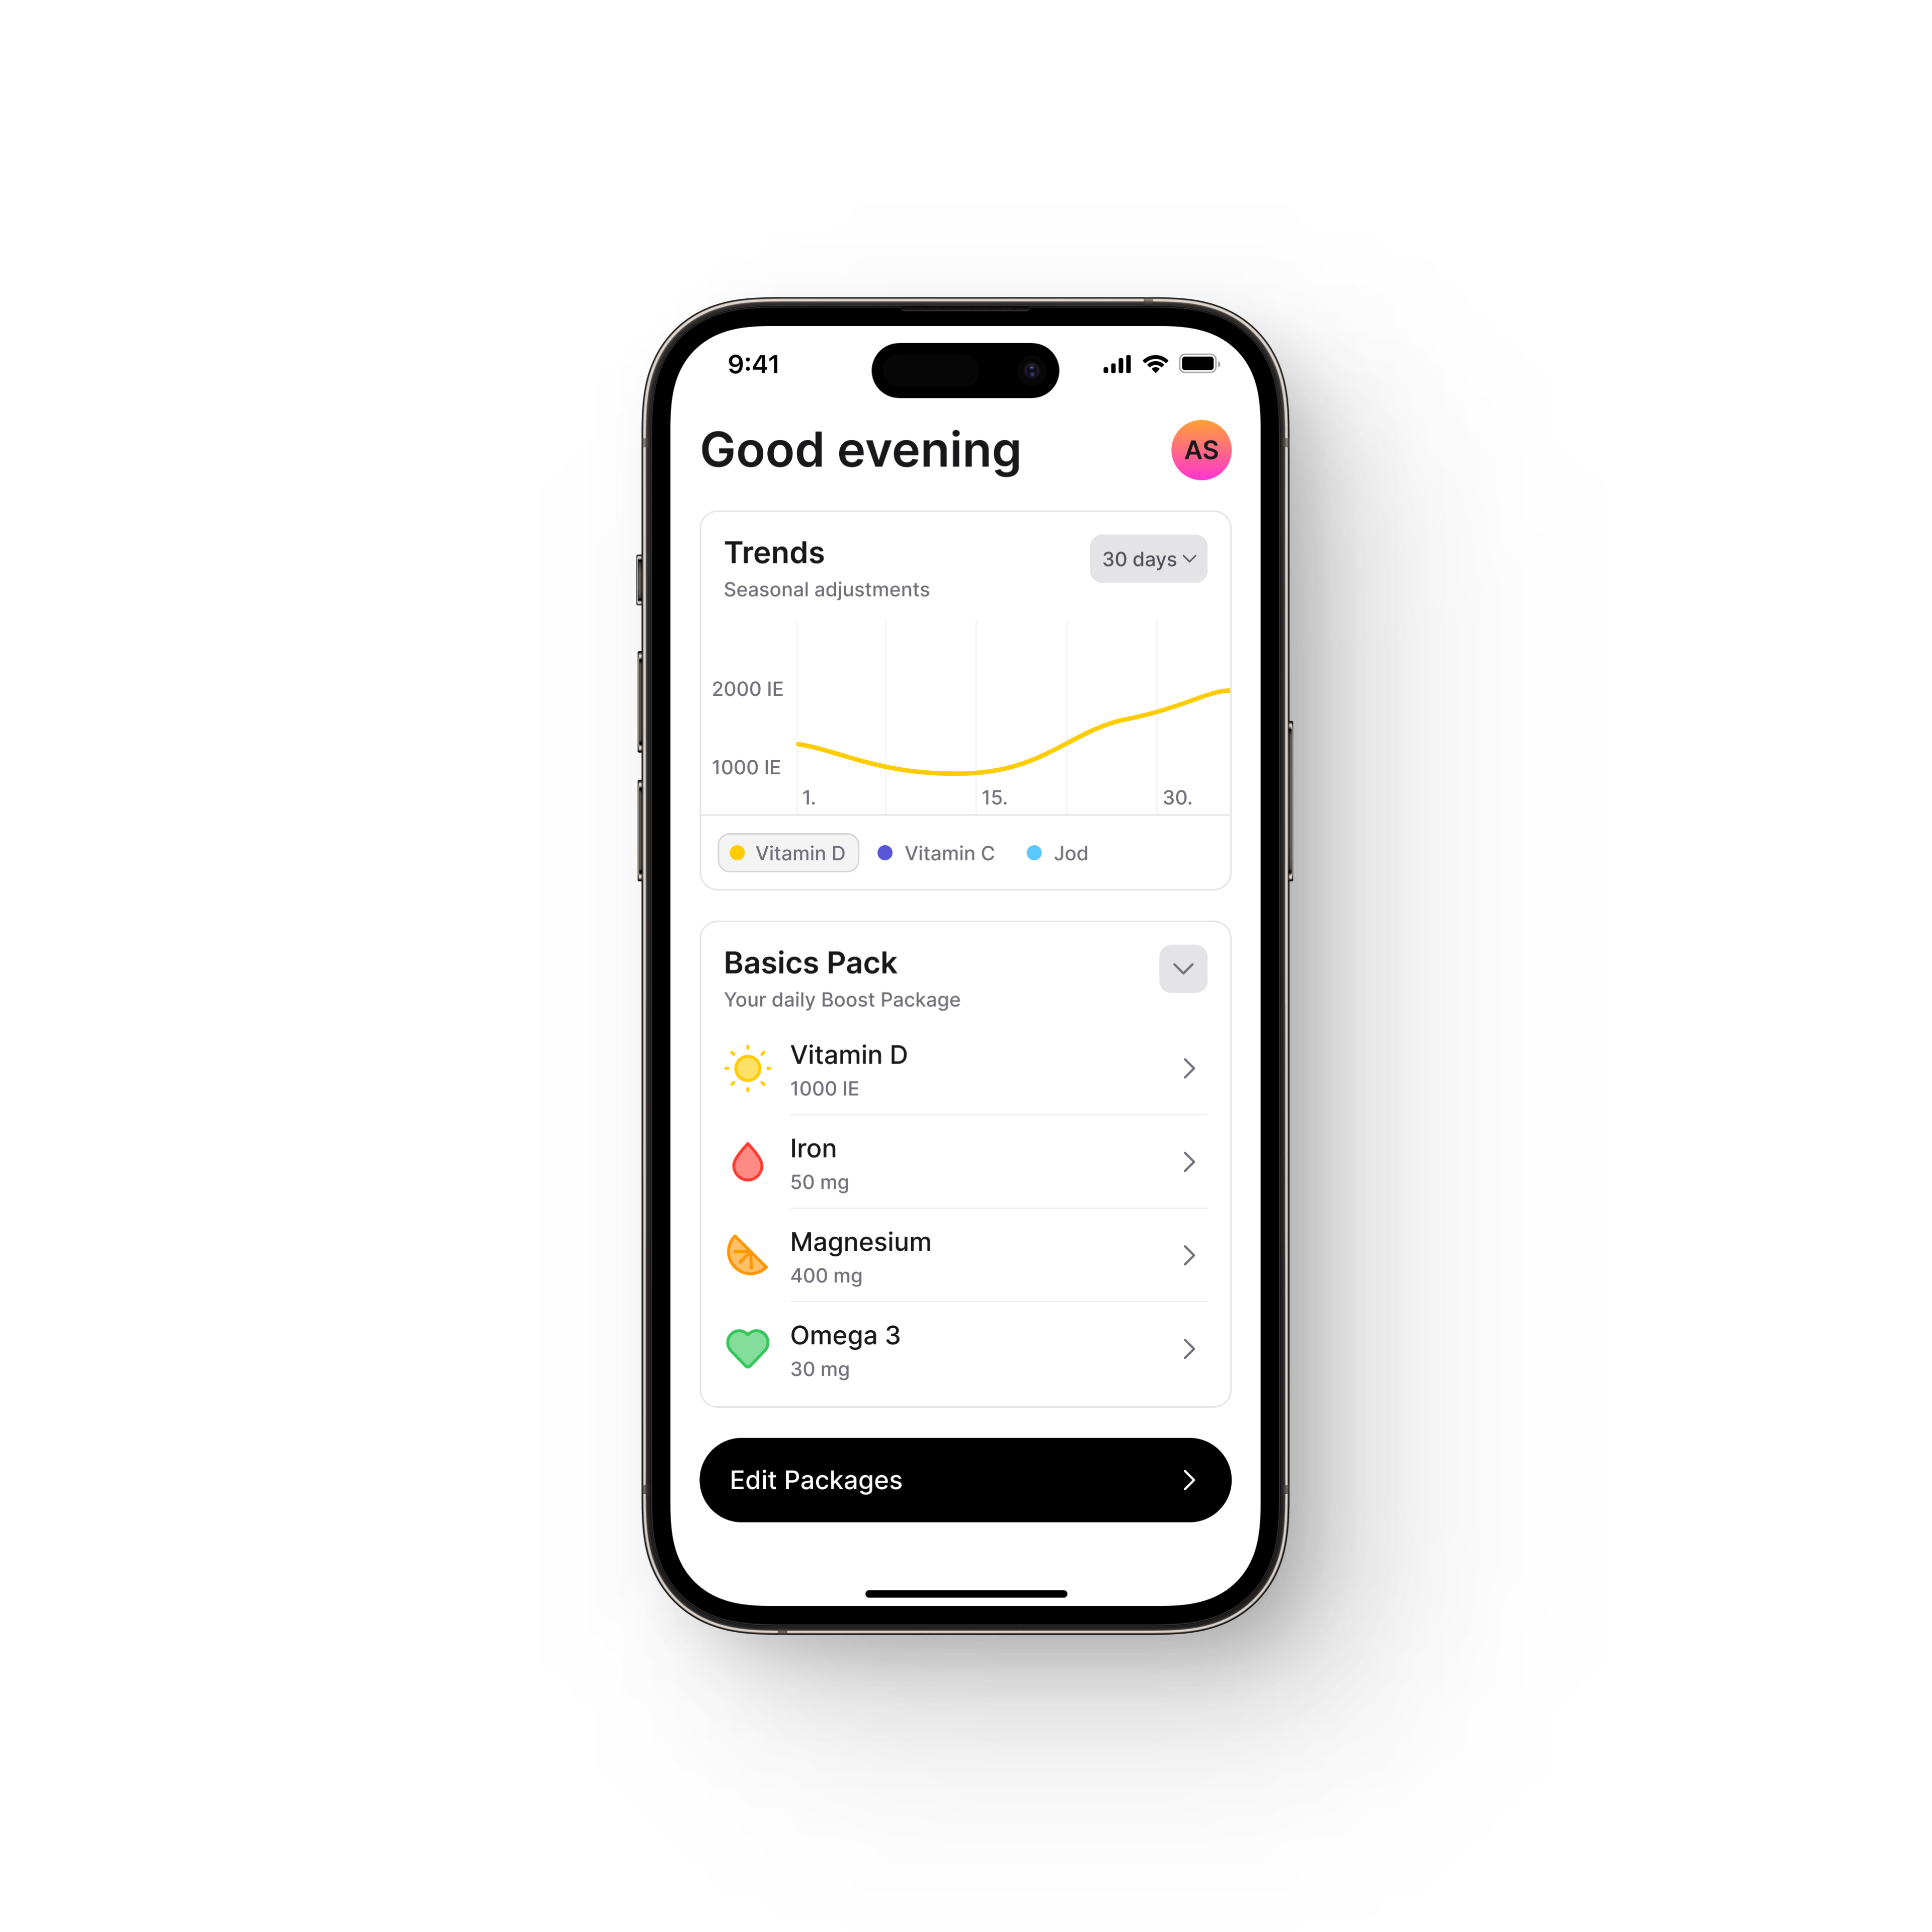 9:41
Good evening
AS
Trends
30 days
Seasonal adjustments
2000 IE
1000 IE
1.
15.
30.
Vitamin D
Vitamin C
Jod
Basics Pack
Your daily Boost Package
Vitamin D
1000 IE
Iron
50 mg
Magnesium
400 mg
Omega 3
30 mg
Edit Packages